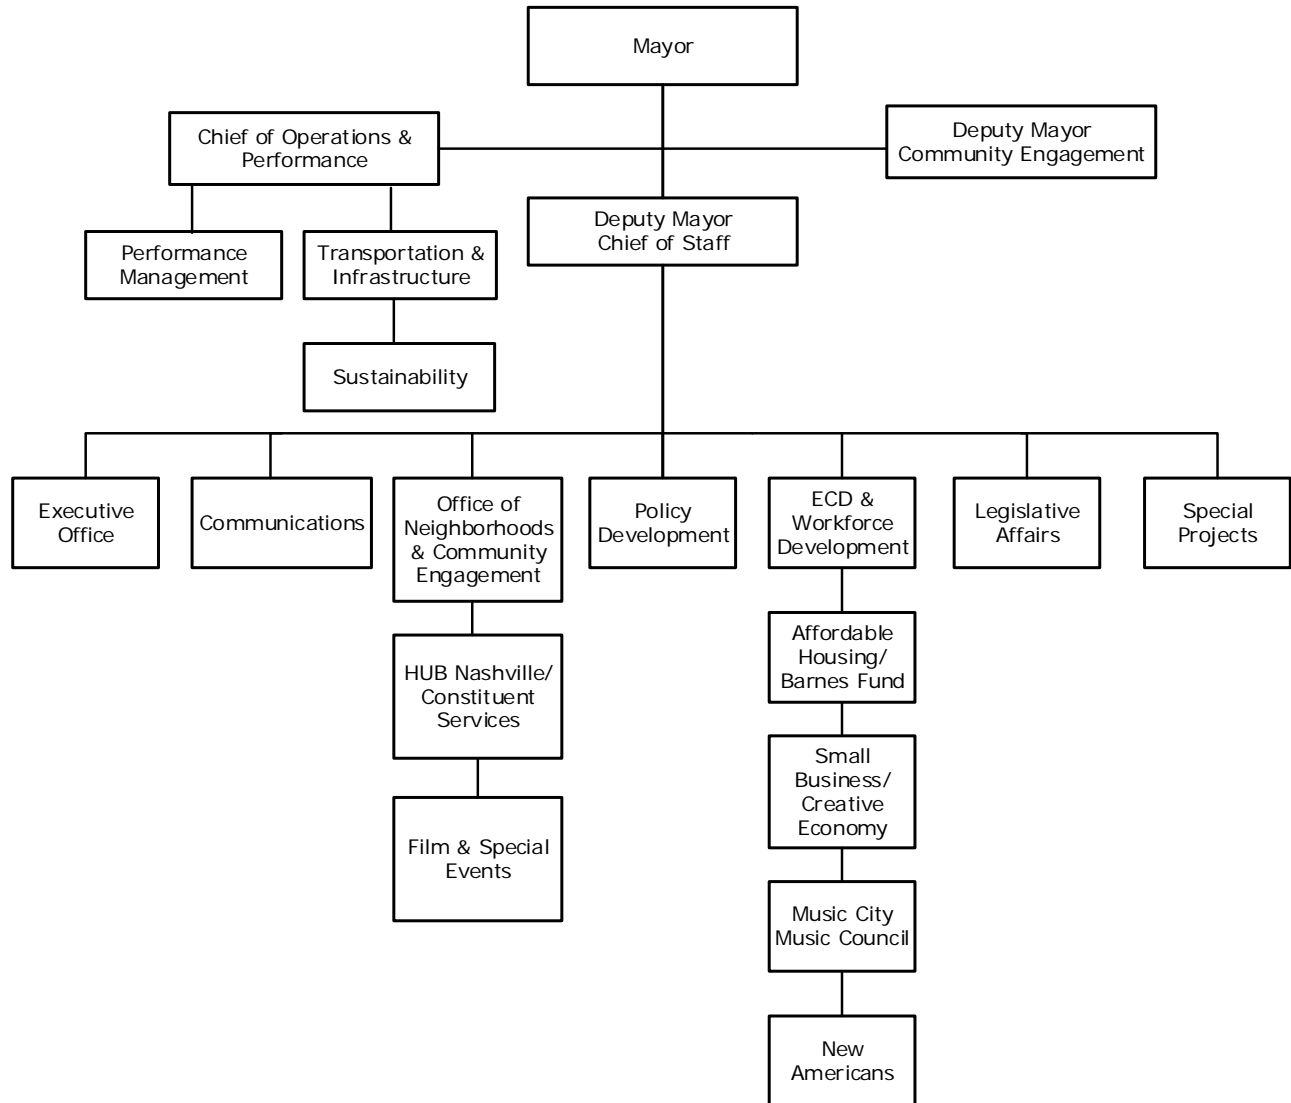 Mayor
Chief of Operations &
Performance
Deputy Mayor
Community Engagement
Deputy Mayor
Chief of Staff
Performance
Management
Transportation &
Infrastructure
Sustainability
Executive
Office
Communications
Office of
Neighborhoods
& Community
Engagement
Policy
Development
ECD &
Workforce
Development
Legislative
Affairs
Special
Projects
HUB Nashville/
Constituent
Services
Film & Special
Events
Affordable
Housing/
Barnes Fund
Small
Business/
Creative
Economy
Music City
Music Council
New
Americans